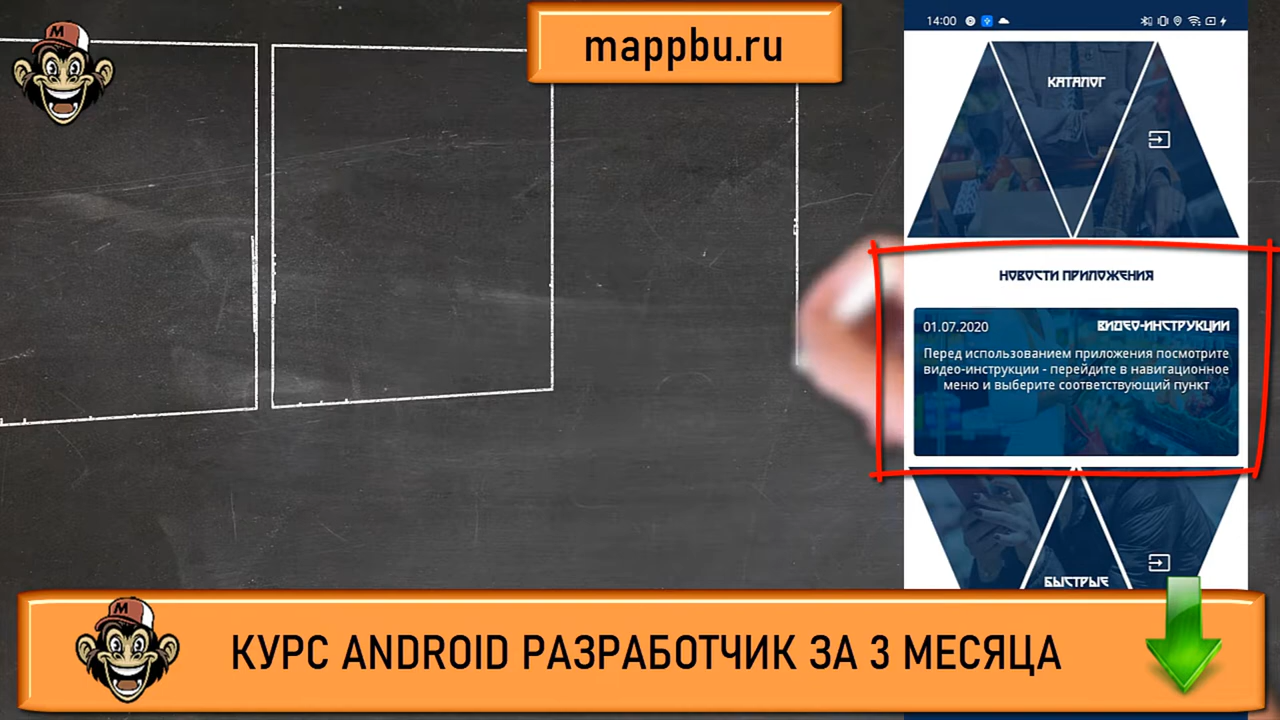 mappbu.ru
14:00
КАТАЛОГ
НОВОСТИ ПРИЛОЖЕНИЯ
01.07.2020
ВИДЕО-ИНСТРУКЦИИ
Перед использованием приложения посмотрите
видео-инструкции - перейдите в навигационное
меню и выберите соответствующий пункт
БЫСТРЫЕ
M
M
КУРС ANDROID РАЗРАБОТЧИК ЗА 3 МЕСЯЦА